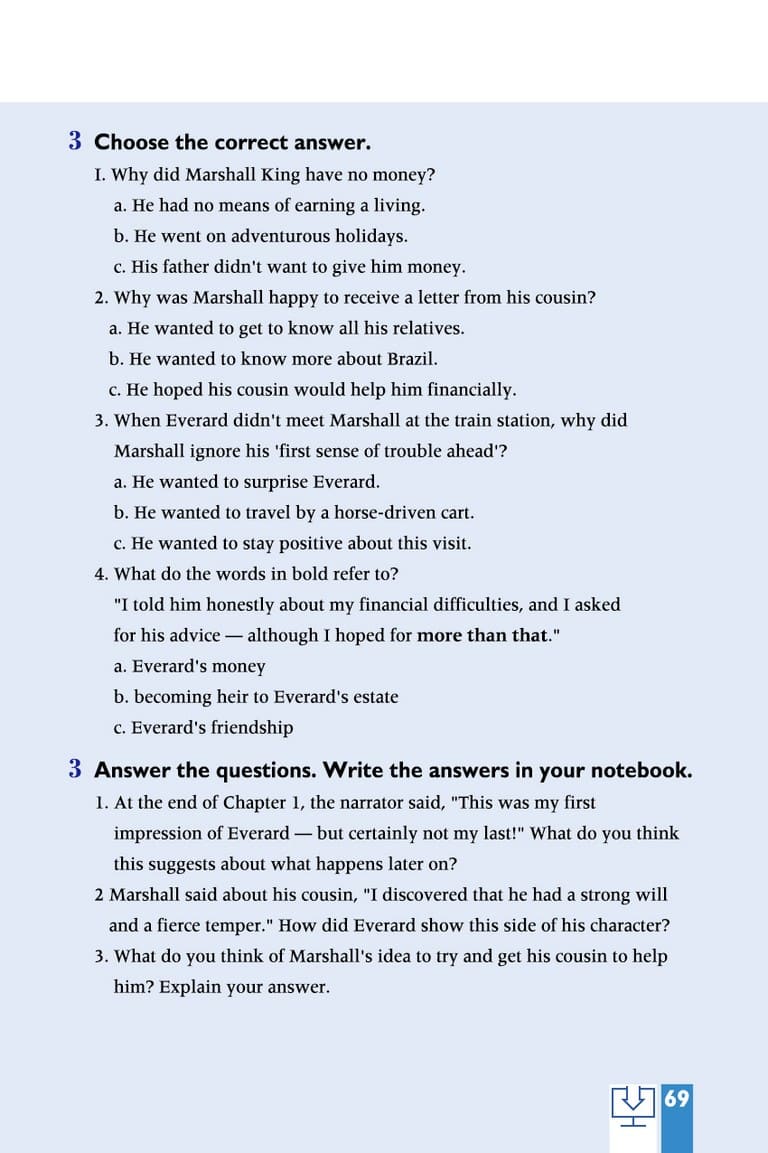 3 Choose the correct answer.
I. Why did Marshall King have no money?
a. He had no means of earning a living.
b. He went on adventurous holidays.
c. His father didn't want to give him money.
2. Why was Marshall happy to receive a letter from his cousin?
a. He wanted to get to know all his relatives.
b. He wanted to know more about Brazil.
c. He hoped his cousin would help him financially.
3. When Everard didn't meet Marshall at the train station, why did
Marshall ignore his 'first sense of trouble ahead'?
a. He wanted to surprise Everard.
b. He wanted to travel by a horse-driven cart.
c. He wanted to stay positive about this visit.
4. What do the words in bold refer to?
"I told him honestly about my financial difficulties, and I asked
for his advice — although I hoped for more than that."
a. Everard's money
b. becoming heir to Everard's estate
c. Everard's friendship
3 Answer the questions. Write the answers in your notebook.
1. At the end of Chapter 1, the narrator said, "This was my first
impression of Everard — but certainly not my last!" What do you think
this suggests about what happens later on?
2 Marshall said about his cousin, "I discovered that he had a strong will
and a fierce temper." How did Everard show this side of his character?
3. What do you think of Marshall's idea to try and get his cousin to help
him? Explain your answer.
69